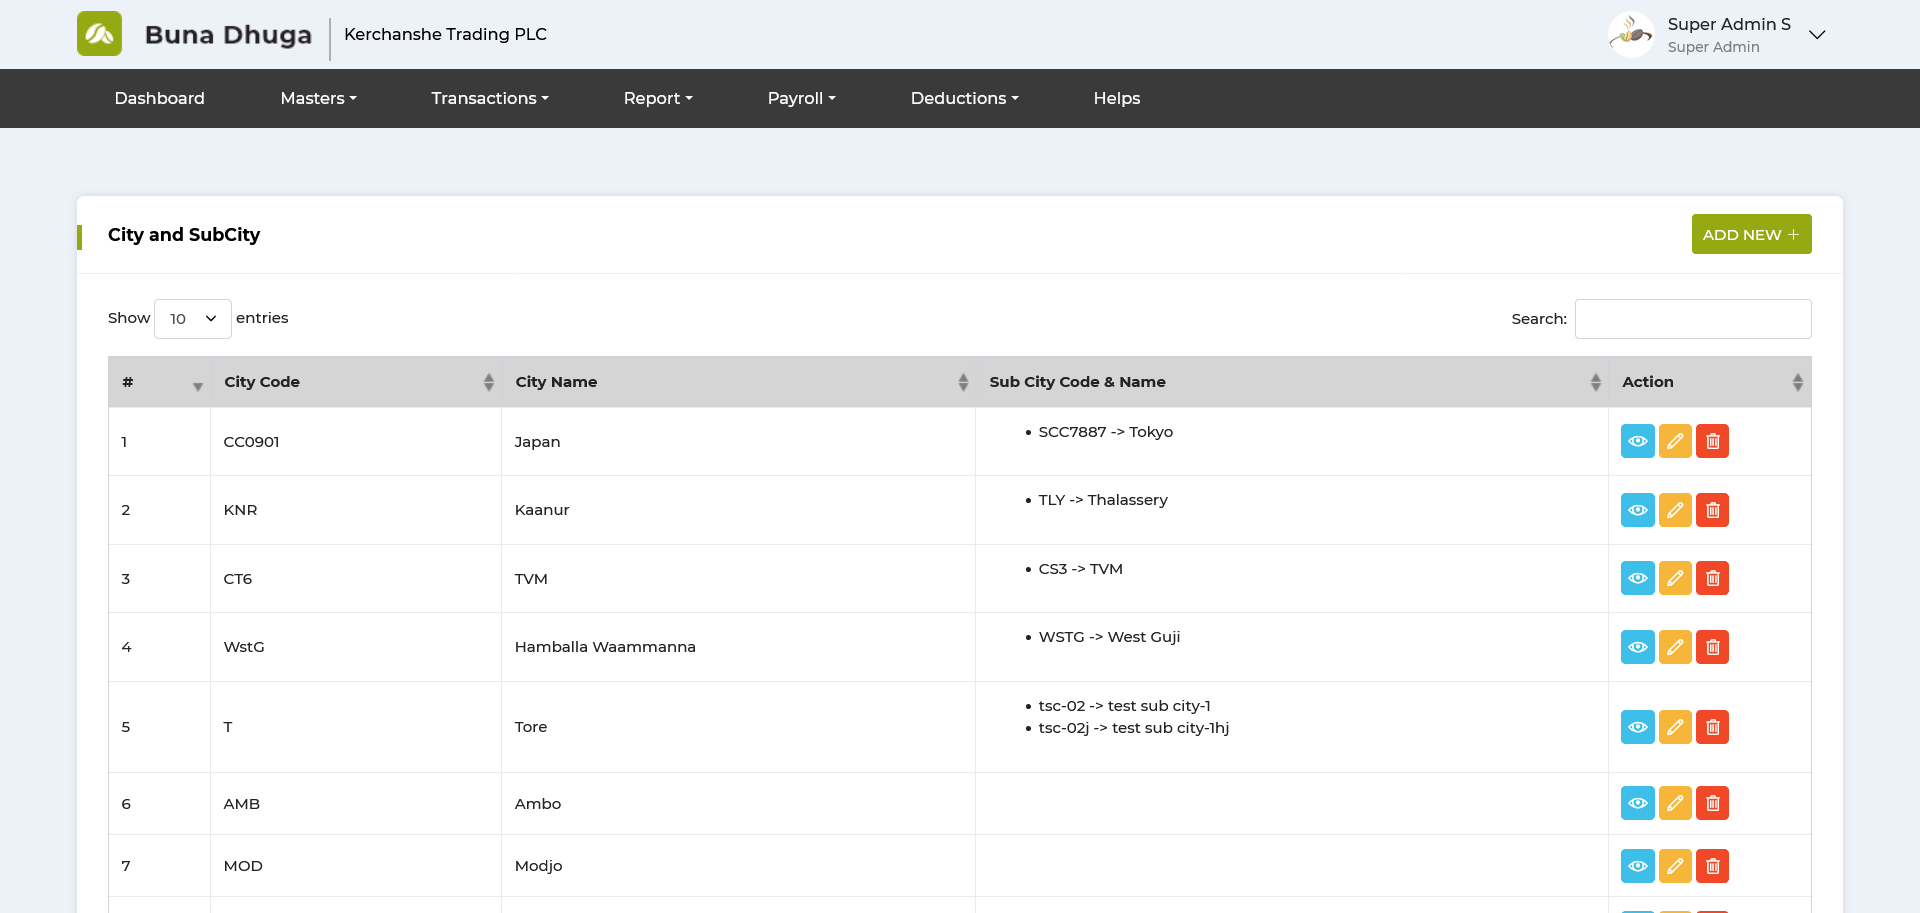 Buna Dhuga
Kerchanshe Trading PLC
Super Admin S
Super Admin
Dashboard Masters Transactions Report Payroll Deductions Helps
City and SubCity
ADD NEW +
Show 10 entries
Search:
# City Code City Name Sub City Code & Name Action
1 CC0901 Japan • SCC7887 -> Tokyo
2 KNR Kaanur • TLY -> Thalassery
3 CT6 TVM • CS3 -> TVM
4 WstG Hamballa Waammanna • WSTG -> West Guji
5 T Tore • tsc-02 -> test sub city-1
• tsc-02j -> test sub city-1hj
6 AMB Ambo
7 MOD Modjo